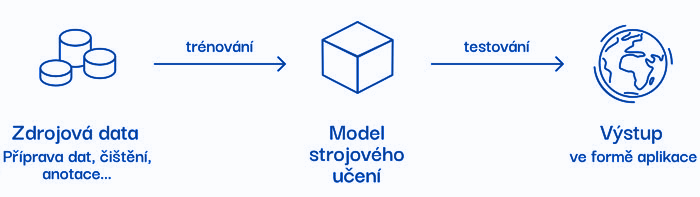 trénování
testování
Zdrojová data
Příprava dat, čištění,
anotace...
Model
strojového
učení
Výstup
ve formě aplikace